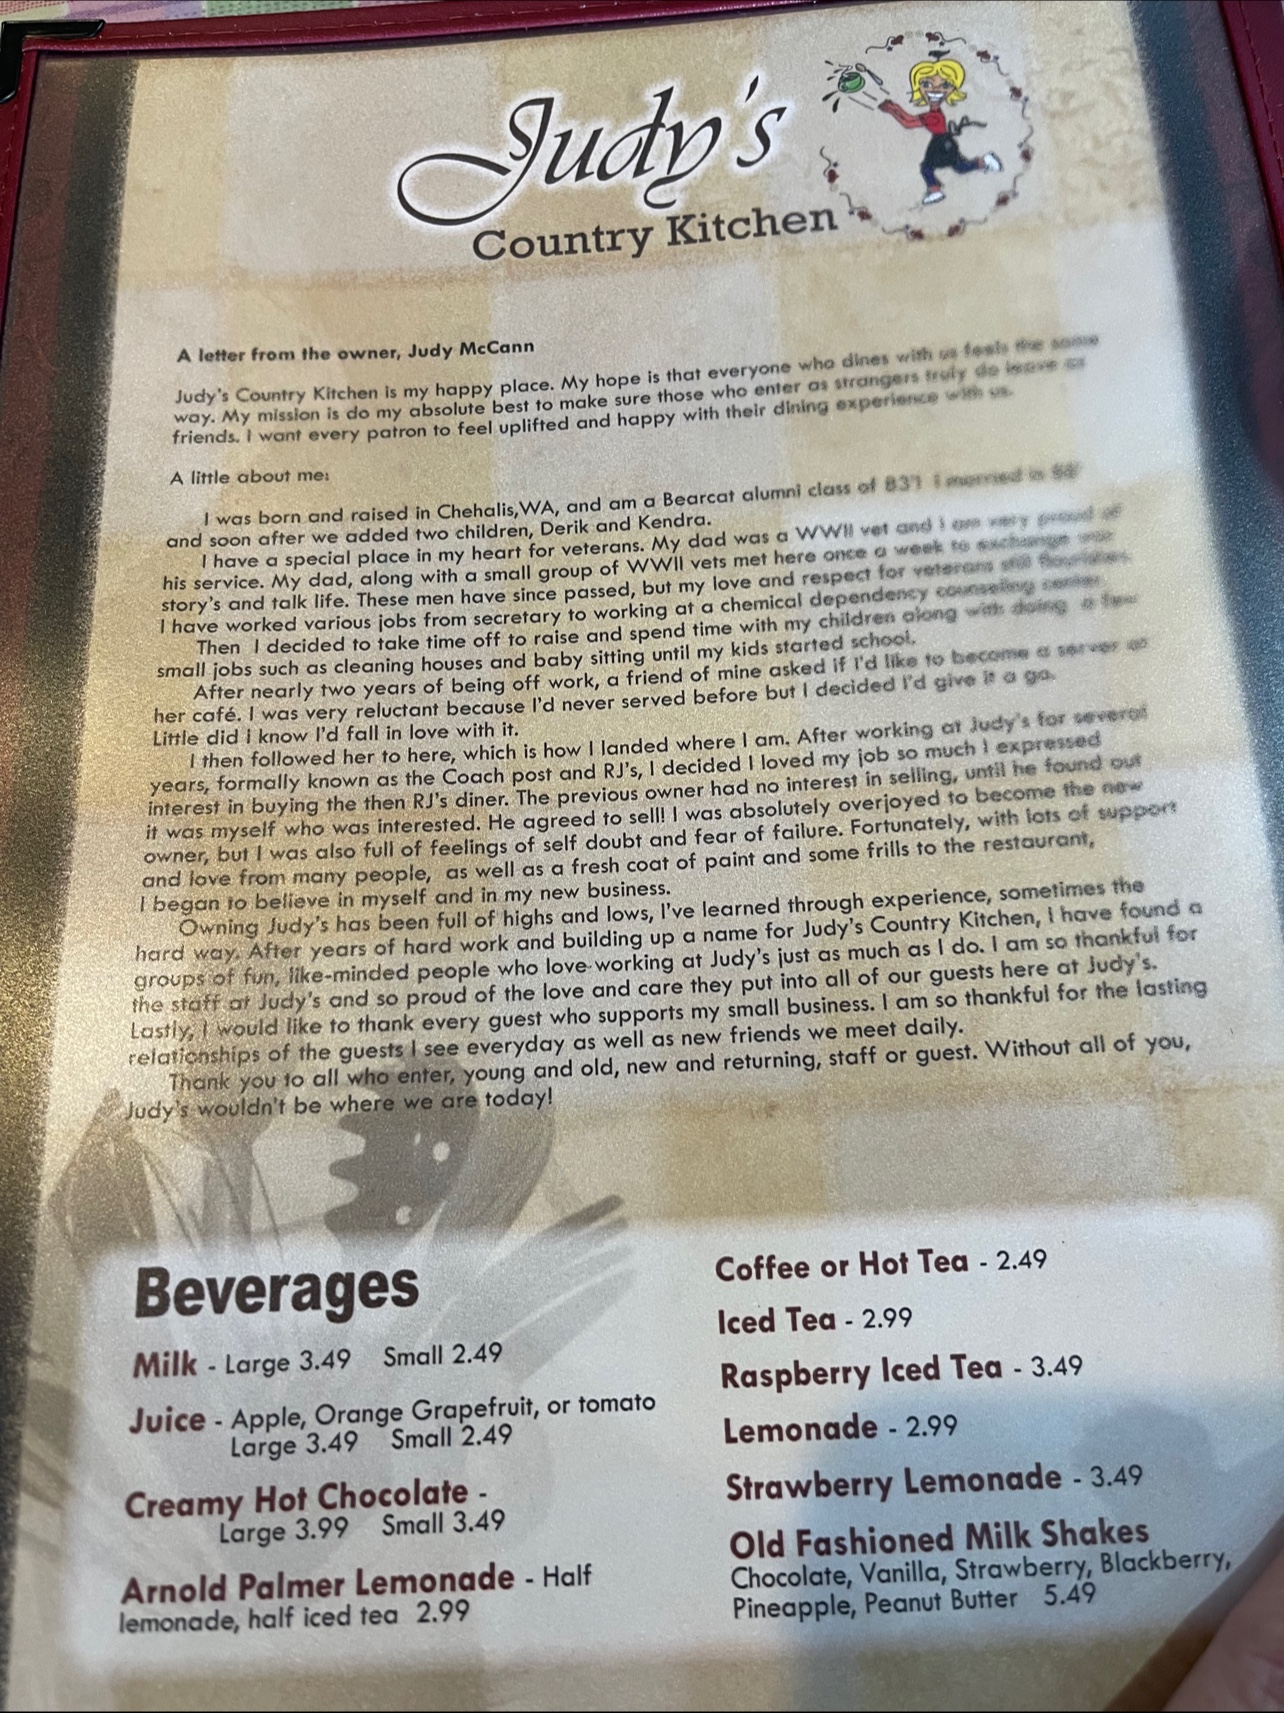 Judy's
Country Kitchen
A letter from the owner, Judy McCann
Judy's Country Kitchen is my happy place. My hope is that everyone who dines with us feels the same
way. My mission is do my absolute best to make sure those who enter as strangers truly do leave as
friends. I want every patron to feel uplifted and happy with their dining experience with us.
A little about me:
I was born and raised in Chehalis,WA, and am a Bearcat alumni class of 83'! I married in
and soon after we added two children, Derik and Kendra.
I have a special place in my heart for veterans. My dad was a WWII vet and I am very proud of
his service. My dad, along with a small group of WWII vets met here once a week to exchange war
story's and talk life. These men have since passed, but my love and respect for veterans still flourishes.
I have worked various jobs from secretary to working at a chemical dependency counseling center.
Then I decided to take time off to raise and spend time with my children along with doing a few
small jobs such as cleaning houses and baby sitting until my kids started school.
After nearly two years of being off work, a friend of mine asked if I'd like to become a server at
her café. I was very reluctant because I'd never served before but I decided I'd give it a go.
Little did i know I'd fall in love with it.
I then followed her to here, which is how I landed where I am. After working at Judy's for several
years, formally known as the Coach post and RJ's, I decided I loved my job so much I expressed
interest in buying the then RJ's diner. The previous owner had no interest in selling, until he found out
it was myself who was interested. He agreed to sell! I was absolutely overjoyed to become the new
owner, but I was also full of feelings of self doubt and fear of failure. Fortunately, with lots of support
and love from many people, as well as a fresh coat of paint and some frills to the restaurant,
I began to believe in myself and in my new business.
Owning Judy's has been full of highs and lows, I've learned through experience, sometimes the
hard way. After years of hard work and building up a name for Judy's Country Kitchen, I have found a
groups of fun, like-minded people who love working at Judy's just as much as I do. I am so thankful for
the staff at Judy's and so proud of the love and care they put into all of our guests here at Judy's.
Lastly, I would like to thank every guest who supports my small business. I am so thankful for the lasting
relationships of the guests I see everyday as well as new friends we meet daily.
Thank you to all who enter, young and old, new and returning, staff or guest. Without all of you,
Judy's wouldn't be where we are today!
Beverages
Milk - Large 3.49 Small 2.49
Juice - Apple, Orange Grapefruit, or tomato
Large 3.49 Small 2.49
Creamy Hot Chocolate -
Large 3.99 Small 3.49
Arnold Palmer Lemonade - Half
lemonade, half iced tea 2.99
Coffee or Hot Tea - 2.49
Iced Tea - 2.99
Raspberry Iced Tea - 3.49
Lemonade - 2.99
Strawberry Lemonade - 3.49
Old Fashioned Milk Shakes
Chocolate, Vanilla, Strawberry, Blackberry,
Pineapple, Peanut Butter 5.49